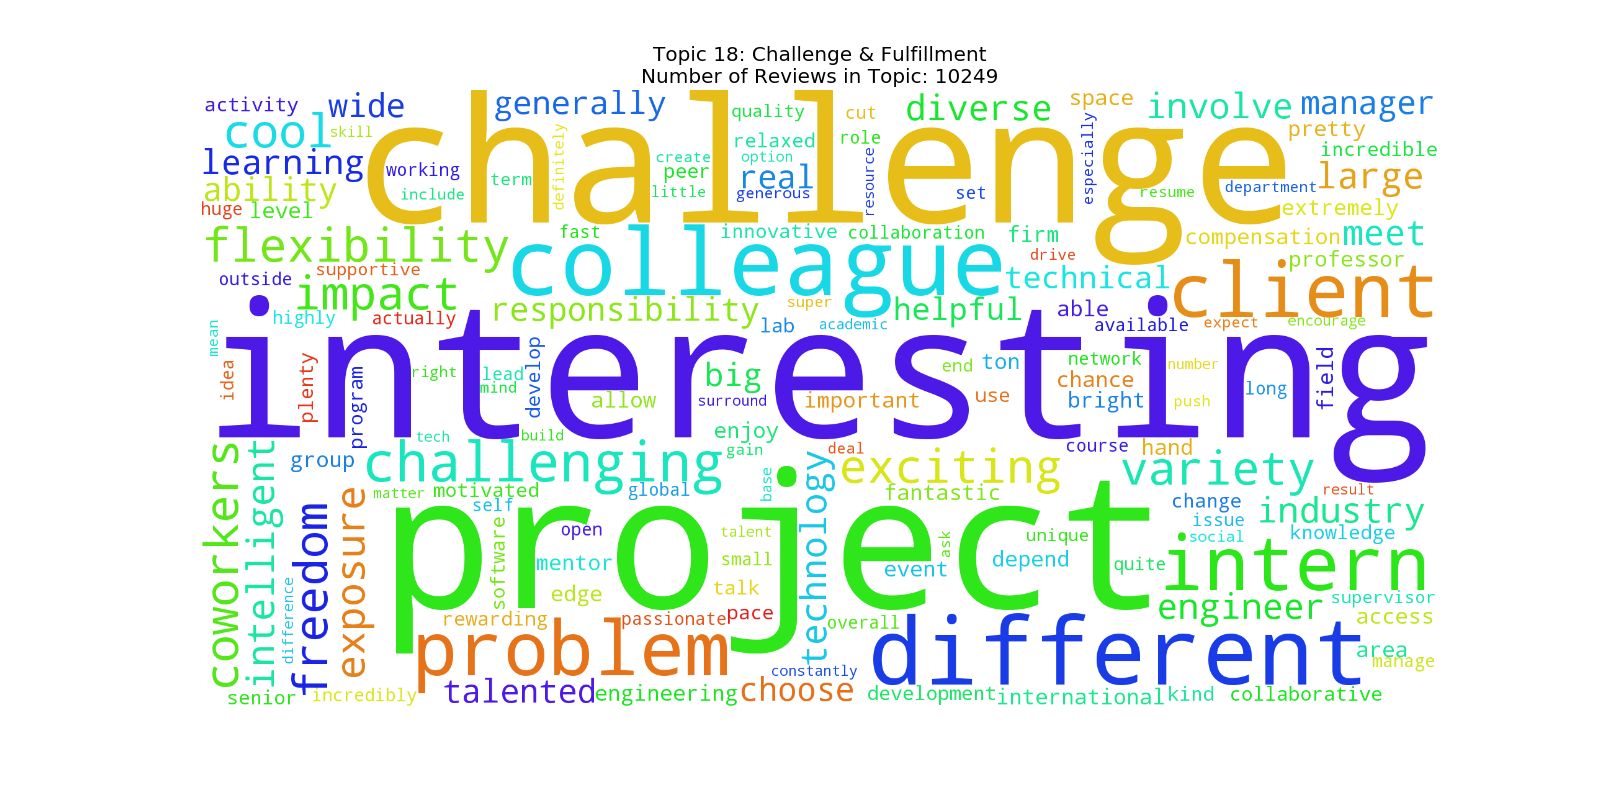 Topic 18: Challenge & Fulfillment
Number of Reviews in Topic: 10249
activity wide generally quality cut diverse space involve manager
cool skill challenge definitely relaxed role especially pretty
learning working create option peer real resource incredible
ability include term little generous set resume department large
huge level extremely
flexibility fast colleague innovative collaboration firm compensation meet
outside supportive drive technical professor
impact responsibility super helpful able client
mean highly actually lab academic available expect encourage
interesting
idea plenty program right lead mind develop big end ton network number field
allow surround important use chance bright push long
tech build enjoy course hand
coworkers intelligent group challenging gain deal exciting variety
matter motivated global base technology fantastic change result industry
freedom exposure self project
software open talent ask unique issue social knowledge
difference mentor small event depend quite intern
edge talk engineer supervisor
rewarding passionate pace overall access
problem different area manage
constantly
senior incredibly talented engineering choose development international kind collaborative